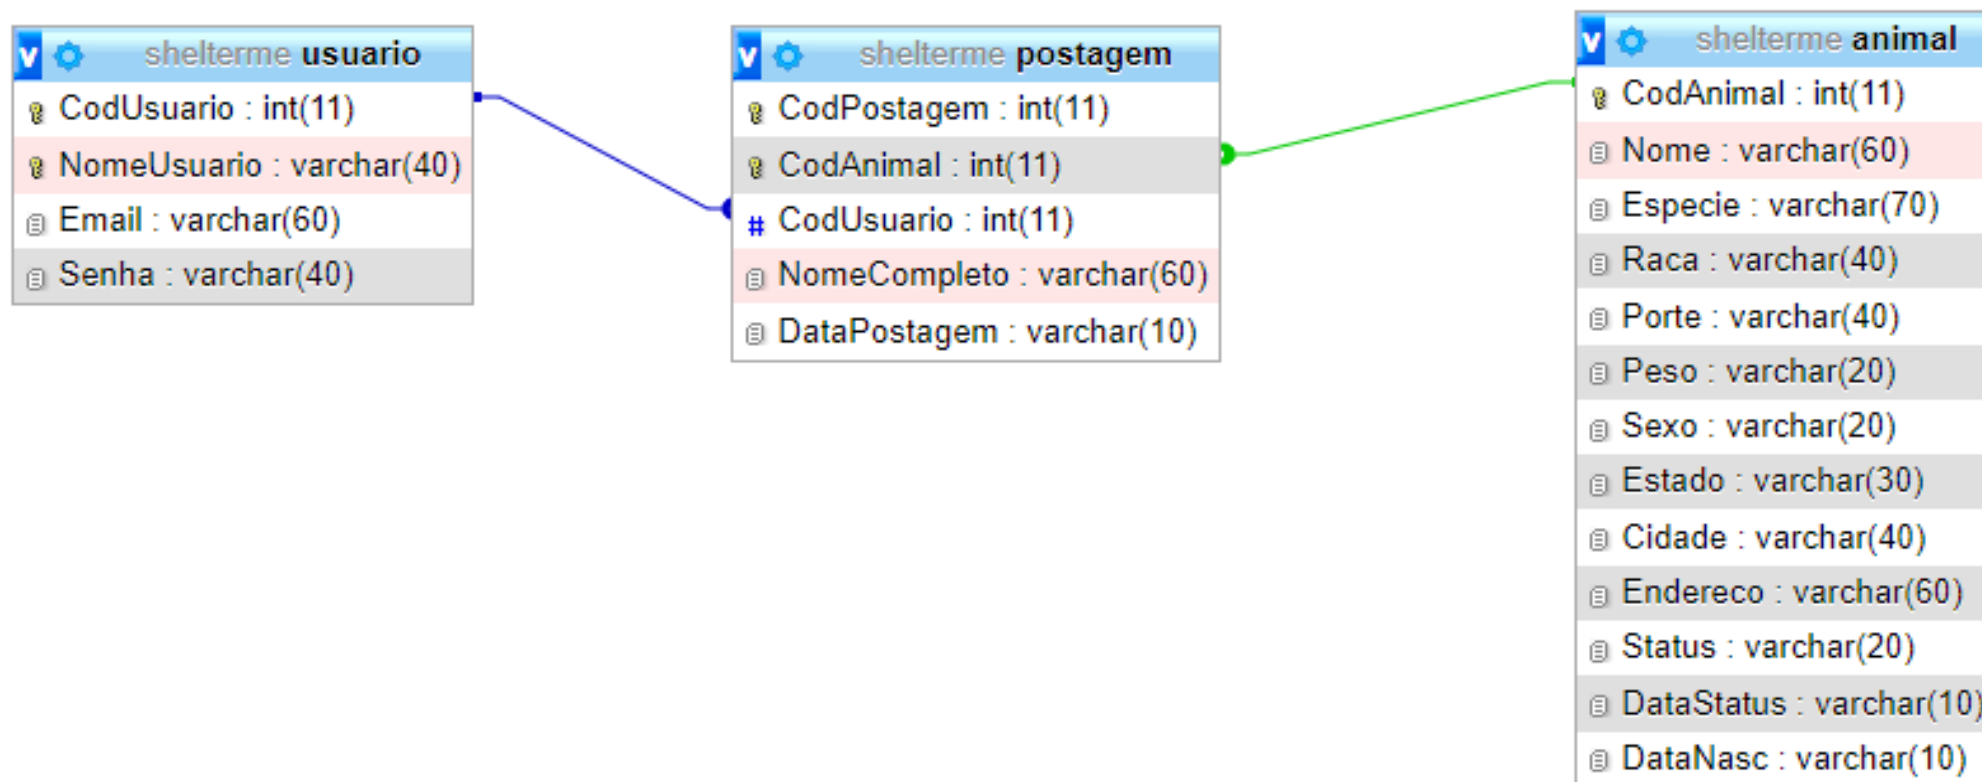 v shelterme usuario
CodUsuario : int(11)
NomeUsuario : varchar(40)
Email : varchar(60)
Senha : varchar(40)
v shelterme postagem
CodPostagem : int(11)
CodAnimal : int(11)
# CodUsuario : int(11)
NomeCompleto : varchar(60)
DataPostagem : varchar(10)
v shelterme animal
CodAnimal : int(11)
Nome : varchar(60)
Especie : varchar(70)
Raca : varchar(40)
Porte : varchar(40)
Peso : varchar(20)
Sexo : varchar(20)
Estado : varchar(30)
Cidade : varchar(40)
Endereco : varchar(60)
Status : varchar(20)
DataStatus : varchar(10)
DataNasc : varchar(10)